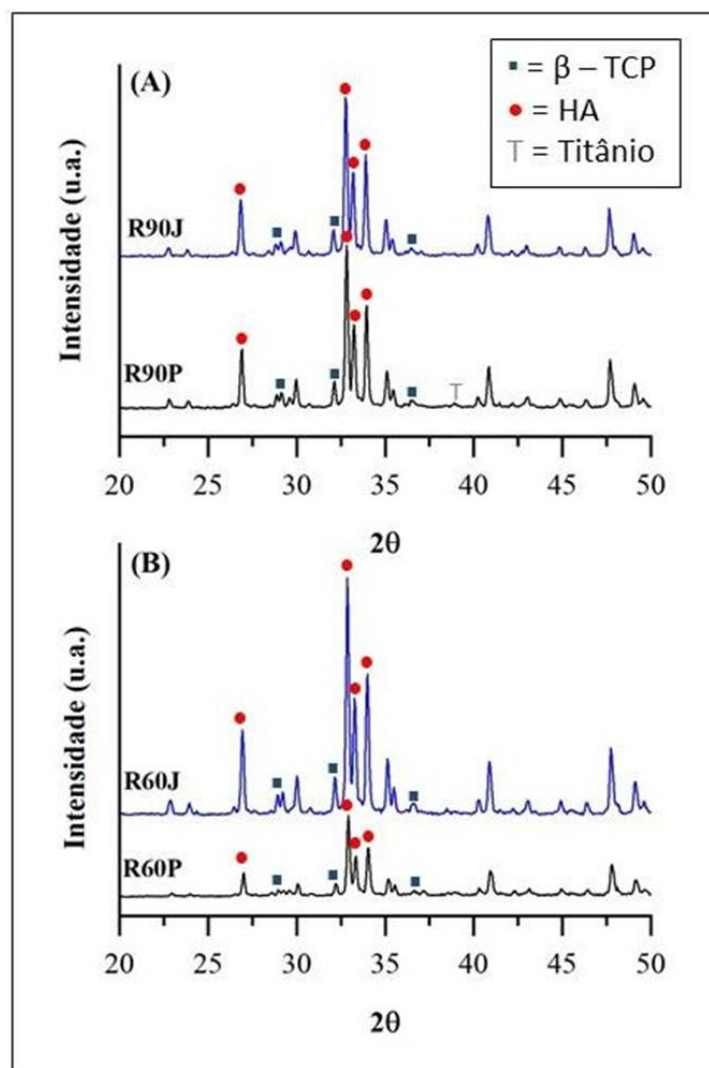 (A)
■ = β – TCP
● = HA
T = Titânio
Intensidade (u.a.)
R90J
R90P
T
20 25 30 35 40 45 50
2θ
(B)
Intensidade (u.a.)
R60J
R60P
20 25 30 35 40 45 50
2θ